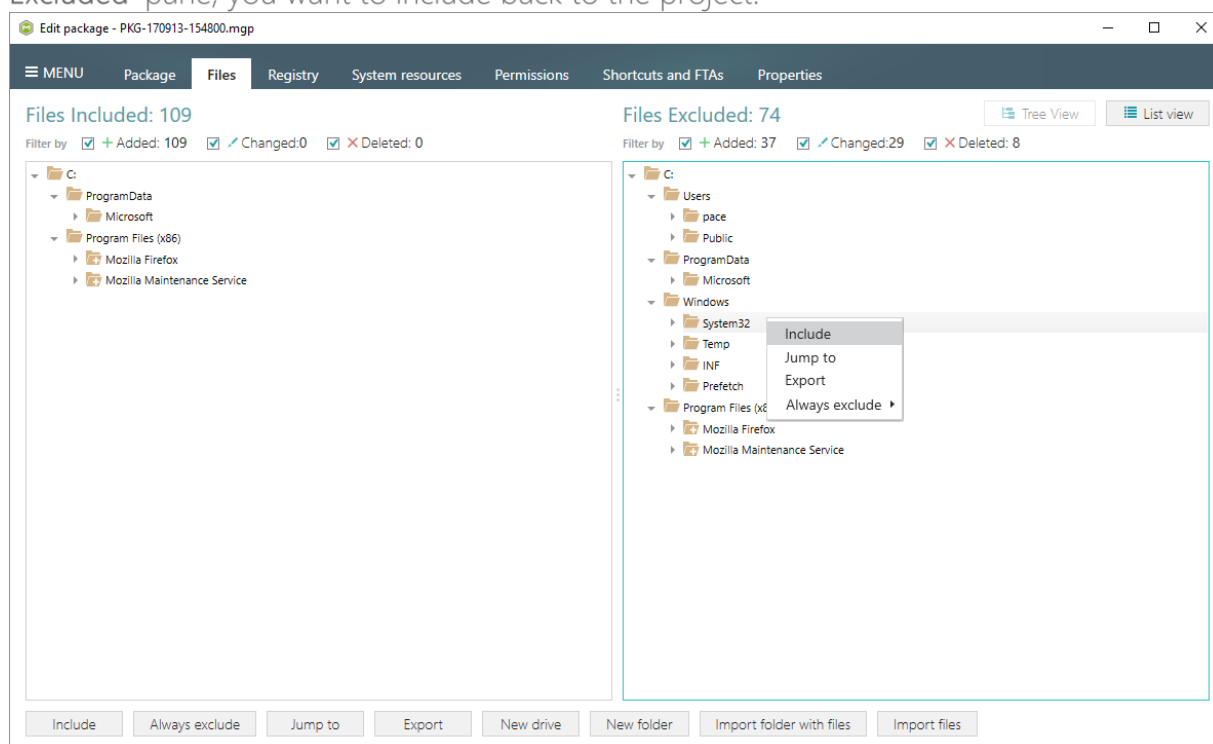 Excluded" pane, you want to include back to the project.
Edit package - PKG-170913-154800.mgp
MENU Package Files Registry System resources Permissions Shortcuts and FTAs Properties
Files Included: 109
Filter by + Added: 109 Changed:0 Deleted: 0
C:
ProgramData
Microsoft
Program Files (x86)
Mozilla Firefox
Mozilla Maintenance Service
Files Excluded: 74 Tree View List view
Filter by + Added: 37 Changed:29 Deleted: 8
C:
Users
pace
Public
ProgramData
Microsoft
Windows
System32
Temp
INF
Prefetch
Program Files (x8
Mozilla Firefox
Mozilla Maintenance Service
Include
Jump to
Export
Always exclude
Include Always exclude Jump to Export New drive New folder Import folder with files Import files